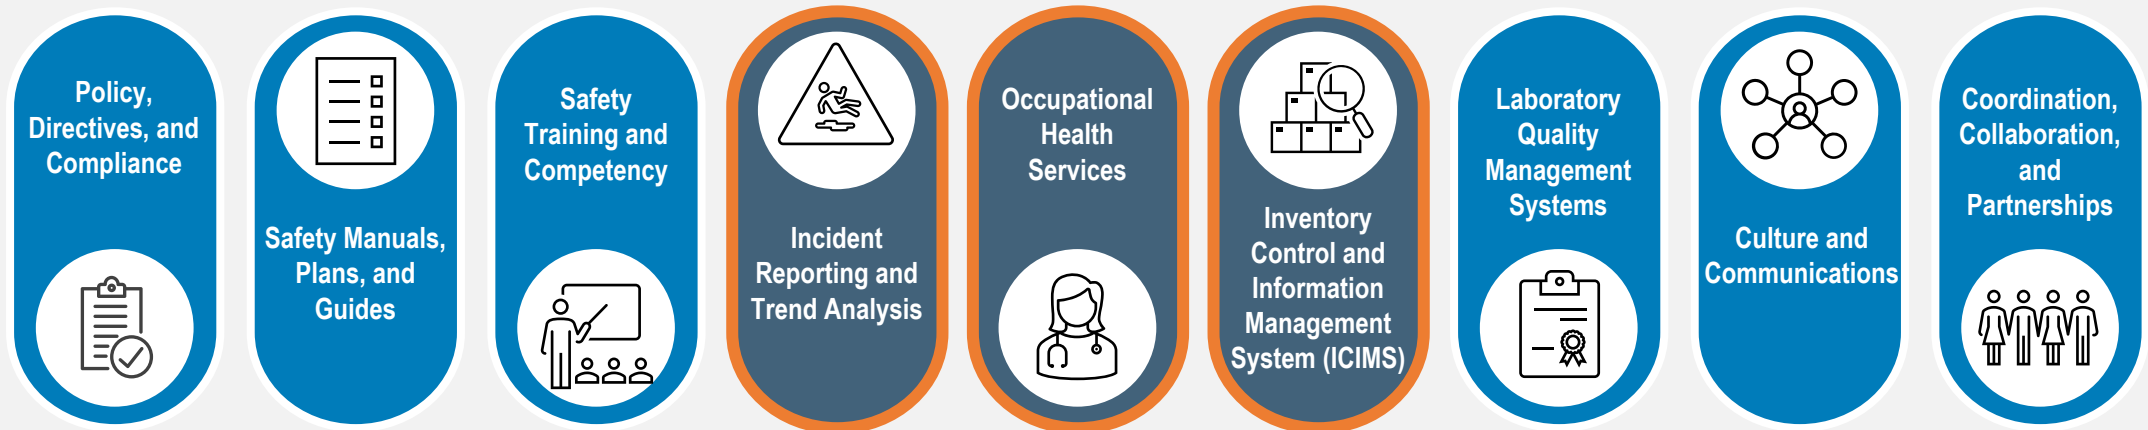 Policy,
Directives, and
Compliance
Safety Manuals,
Plans, and
Guides
Safety
Training and
Competency
Incident
Reporting and
Trend Analysis
Occupational
Health
Services
Inventory
Control and
Information
Management
System (ICIMS)
Laboratory
Quality
Management
Systems
Culture and
Communications
Coordination,
Collaboration,
and
Partnerships